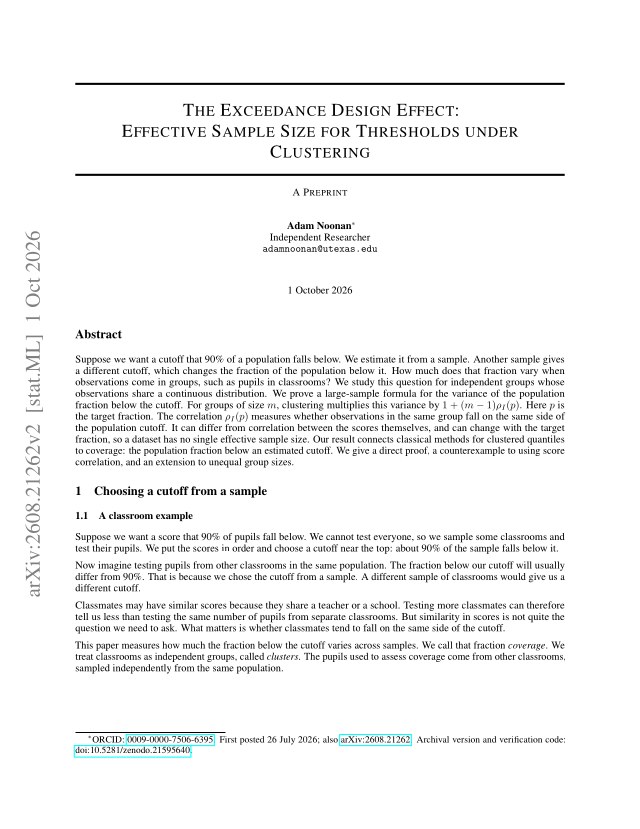 THE EXCEEDANCE DESIGN EFFECT:
EFFECTIVE SAMPLE SIZE FOR THRESHOLDS UNDER
CLUSTERING
A PREPRINT
Adam Noonan*
Independent Researcher
adamnoonan@utexas.edu
1 October 2026
arXiv:2608.21262v2 [stat.ML] 1 Oct 2026
Abstract
Suppose we want a cutoff that 90% of a population falls below. We estimate it from a sample. Another sample gives
a different cutoff, which changes the fraction of the population below it. How much does that fraction vary when
observations come in groups, such as pupils in classrooms? We study this question for independent groups whose
observations share a continuous distribution. We prove a large-sample formula for the variance of the population
fraction below the cutoff. For groups of size m, clustering multiplies this variance by 1 + (m − 1)ρ_I(p). Here p is
the target fraction. The correlation ρ_I(p) measures whether observations in the same group fall on the same side of
the population cutoff. It can differ from correlation between the scores themselves, and can change with the target
fraction, so a dataset has no single effective sample size. Our result connects classical methods for clustered quantiles
to coverage: the population fraction below an estimated cutoff. We give a direct proof, a counterexample to using score
correlation, and an extension to unequal group sizes.
1 Choosing a cutoff from a sample
1.1 A classroom example
Suppose we want a score that 90% of pupils fall below. We cannot test everyone, so we sample some classrooms and
test their pupils. We put the scores in order and choose a cutoff near the top: about 90% of the sample falls below it.
Now imagine testing pupils from other classrooms in the same population. The fraction below our cutoff will usually
differ from 90%. That is because we chose the cutoff from a sample. A different sample of classrooms would give us a
different cutoff.
Classmates may have similar scores because they share a teacher or a school. Testing more classmates can therefore
tell us less than testing the same number of pupils from separate classrooms. But similarity in scores is not quite the
question we need to ask. What matters is whether classmates tend to fall on the same side of the cutoff.
This paper measures how much the fraction below the cutoff varies across samples. We call that fraction coverage. We
treat classrooms as independent groups, called clusters. The pupils used to assess coverage come from other classrooms,
sampled independently from the same population.
*ORCID: 0009-0000-7506-6395. First posted 26 July 2026; also arXiv:2608.21262. Archival version and verification code:
doi:10.5281/zenodo.21595640.